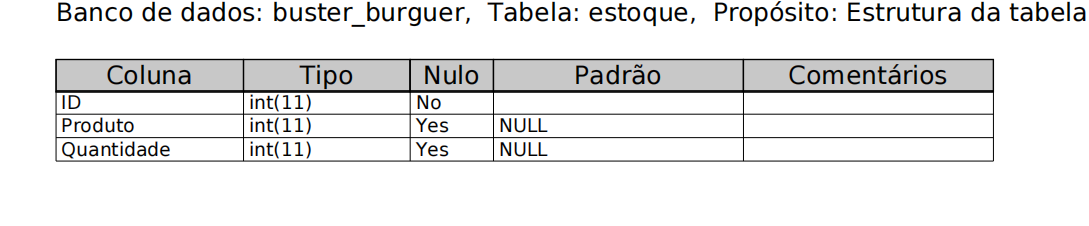 Banco de dados: buster_burguer,  Tabela: estoque,  Propósito: Estrutura da tabela
Coluna Tipo Nulo Padrão Comentários
ID int(11) No
Produto int(11) Yes NULL
Quantidade int(11) Yes NULL